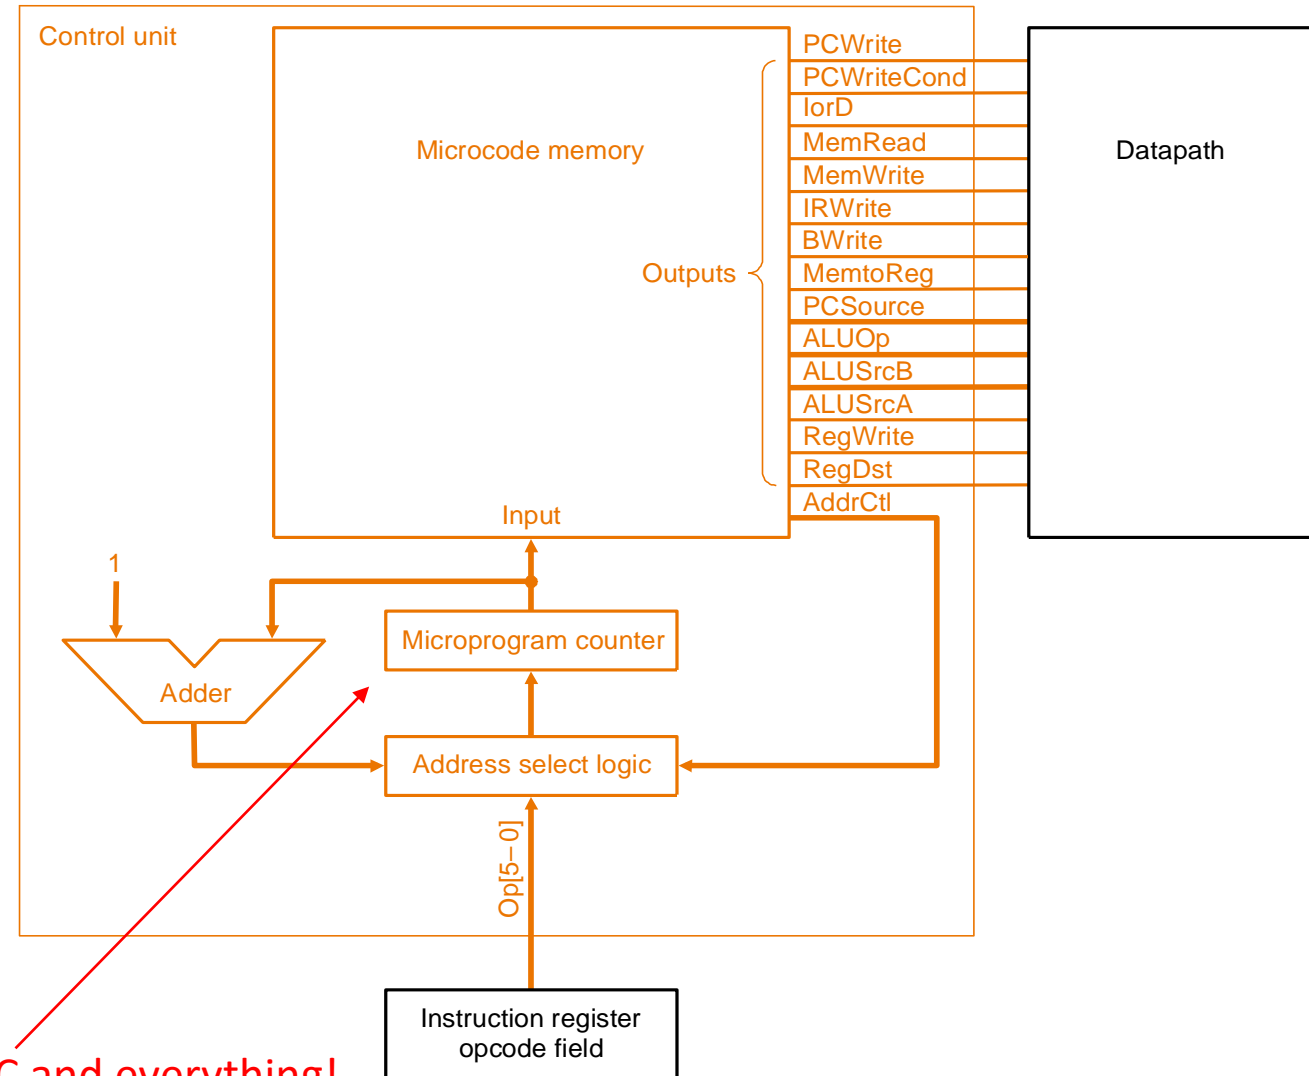 Control unit
PCWrite
PCWriteCond
IorD
MemRead
Microcode memory
Datapath
MemWrite
IRWrite
BWrite
Outputs
MemtoReg
PCSource
ALUOp
ALUSrcB
ALUSrcA
RegWrite
RegDst
AddrCtl
Input
1
Microprogram counter
Adder
Address select logic
Op[5–0]
Instruction register
opcode field
C and everything!